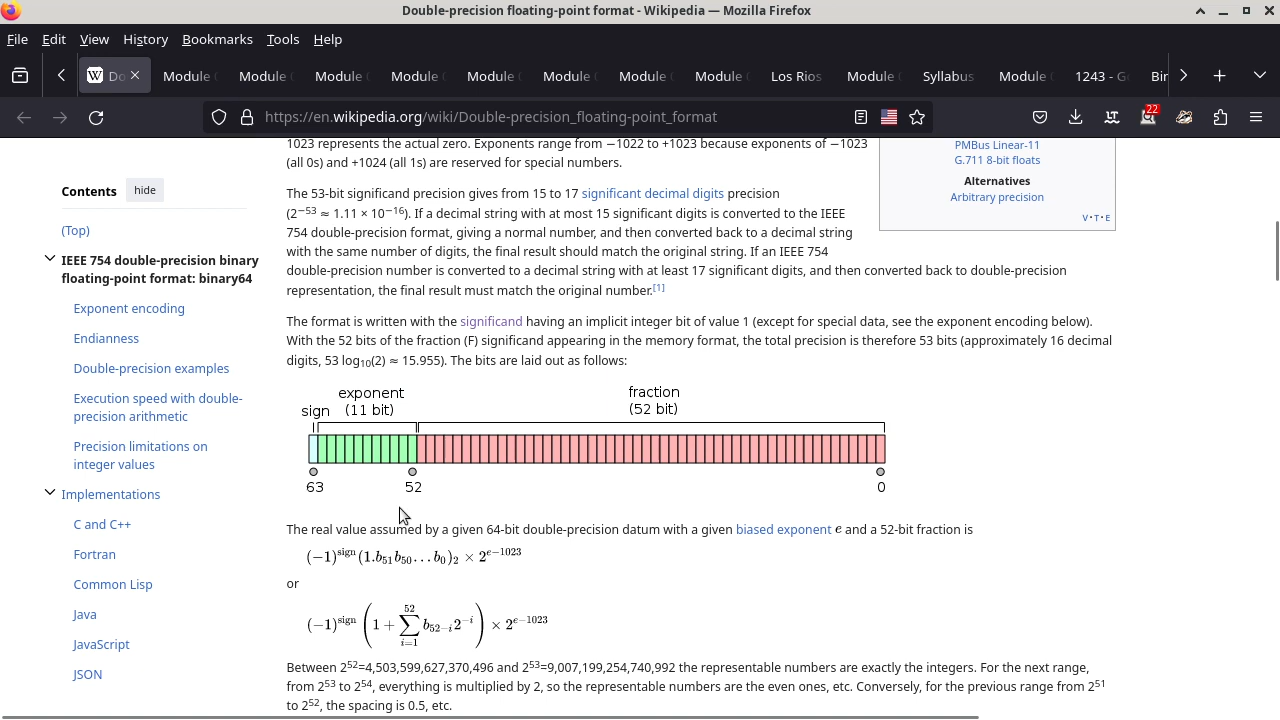 Double-precision floating-point format - Wikipedia — Mozilla Firefox
File Edit View History Bookmarks Tools Help
Do Module Module Module Module Module Module Module Module Los Rios Module Syllabus Module 1243 - G Bir
22
https://en.wikipedia.org/wiki/Double-precision_floating-point_format
1023 represents the actual zero. Exponents range from −1022 to +1023 because exponents of −1023
(all 0s) and +1024 (all 1s) are reserved for special numbers.
PMBus Linear-11
G.711 8-bit floats
Alternatives
Arbitrary precision
V•T•E
Contents hide
(Top)
IEEE 754 double-precision binary
floating-point format: binary64
Exponent encoding
Endianness
Double-precision examples
Execution speed with double-
precision arithmetic
Precision limitations on
integer values
Implementations
C and C++
Fortran
Common Lisp
Java
JavaScript
JSON
The 53-bit significand precision gives from 15 to 17 significant decimal digits precision
(2⁻⁵³ ≈ 1.11 × 10⁻¹⁶). If a decimal string with at most 15 significant digits is converted to the IEEE
754 double-precision format, giving a normal number, and then converted back to a decimal string
with the same number of digits, the final result should match the original string. If an IEEE 754
double-precision number is converted to a decimal string with at least 17 significant digits, and then converted back to double-precision
representation, the final result must match the original number.[1]
The format is written with the significand having an implicit integer bit of value 1 (except for special data, see the exponent encoding below).
With the 52 bits of the fraction (F) significand appearing in the memory format, the total precision is therefore 53 bits (approximately 16 decimal
digits, 53 log₁₀(2) ≈ 15.955). The bits are laid out as follows:
sign
exponent
(11 bit)
fraction
(52 bit)
63 52 0
The real value assumed by a given 64-bit double-precision datum with a given biased exponent e and a 52-bit fraction is
(−1)^sign (1.b₅₁b₅₀...b₀)₂ × 2^(e−1023)
or
(−1)^sign (1 + ∑_{i=1}^{52} b_{52−i} 2^{−i}) × 2^(e−1023)
Between 2⁵²=4,503,599,627,370,496 and 2⁵³=9,007,199,254,740,992 the representable numbers are exactly the integers. For the next range,
from 2⁵³ to 2⁵⁴, everything is multiplied by 2, so the representable numbers are the even ones, etc. Conversely, for the previous range from 2⁵¹
to 2⁵², the spacing is 0.5, etc.